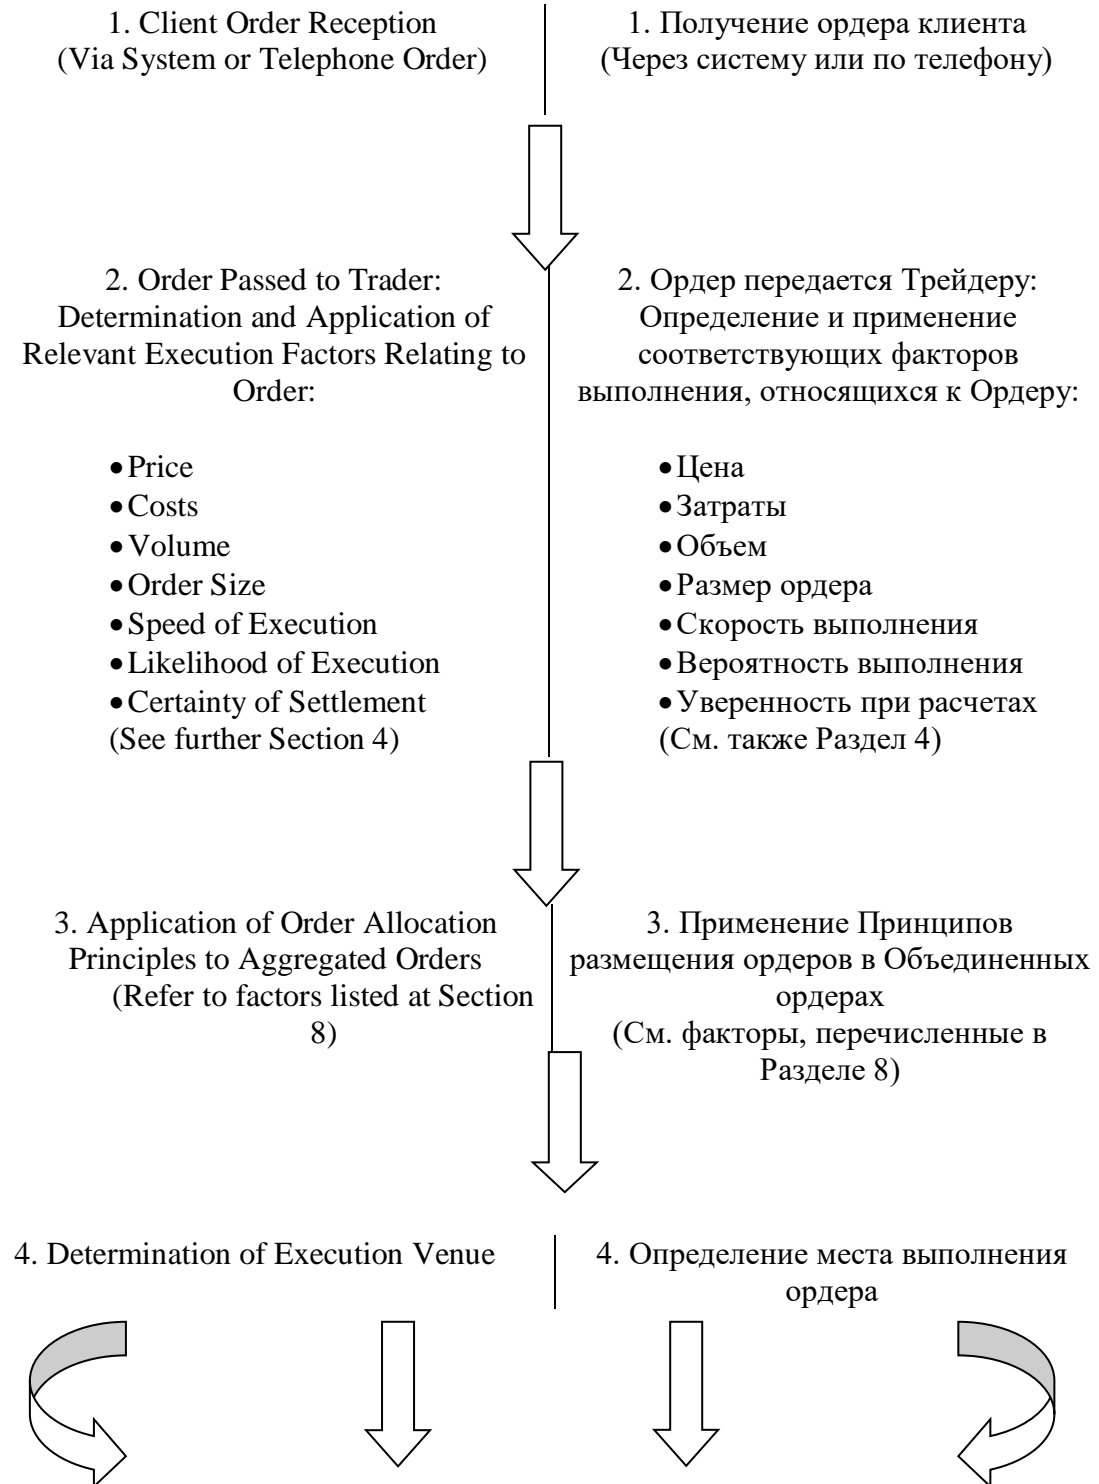 1. Client Order Reception
(Via System or Telephone Order)
1. Получение ордера клиента
(Через систему или по телефону)
2. Order Passed to Trader:
Determination and Application of
Relevant Execution Factors Relating to
Order:
• Price
• Costs
• Volume
• Order Size
• Speed of Execution
• Likelihood of Execution
• Certainty of Settlement
(See further Section 4)
2. Ордер передается Трейдеру:
Определение и применение
соответствующих факторов
выполнения, относящихся к Ордеру:
• Цена
• Затраты
• Объем
• Размер ордера
• Скорость выполнения
• Вероятность выполнения
• Уверенность при расчетах
(См. также Раздел 4)
3. Application of Order Allocation
Principles to Aggregated Orders
(Refer to factors listed at Section
8)
3. Применение Принципов
размещения ордеров в Объединенных
ордерах
(См. факторы, перечисленные в
Разделе 8)
4. Determination of Execution Venue
4. Определение места выполнения
ордера